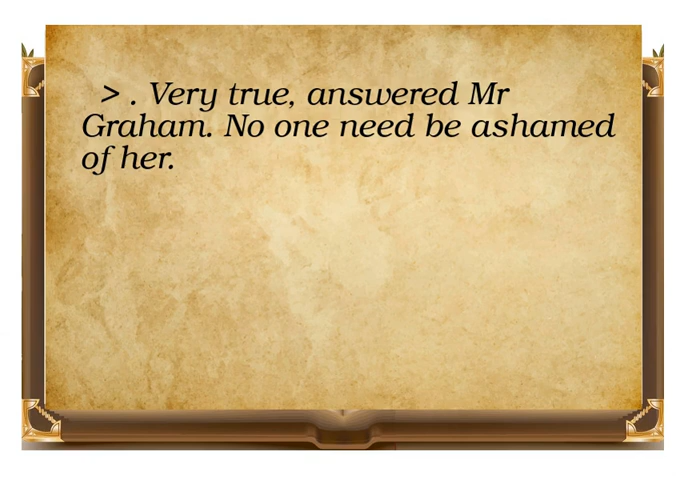 > . Very true, answered Mr
Graham. No one need be ashamed
of her.